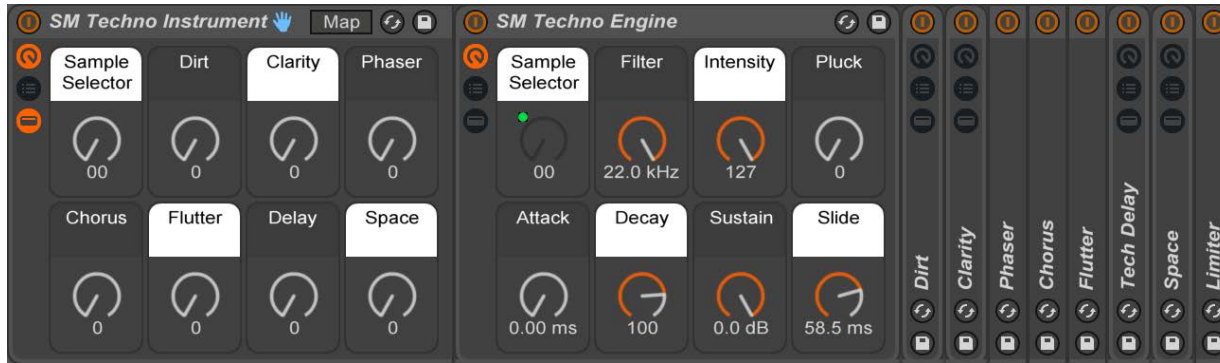 SM Techno Instrument Map
Sample
Selector
Dirt
Clarity
Phaser
00
0
0
0
Chorus
Flutter
Delay
Space
0
0
0
0
SM Techno Engine
Sample
Selector
Filter
Intensity
Pluck
00
22.0 kHz
127
0
Attack
Decay
Sustain
Slide
0.00 ms
100
0.0 dB
58.5 ms
Dirt
Clarity
Phaser
Chorus
Flutter
Tech Delay
Space
Limiter